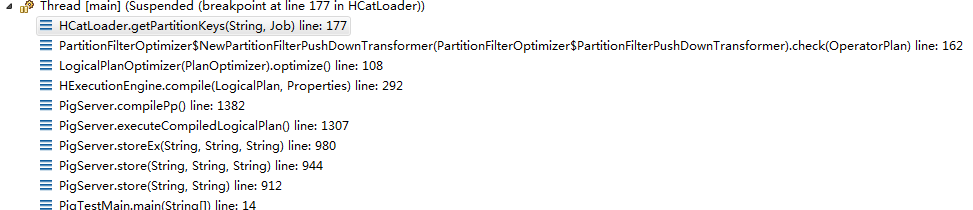 Thread [main] (Suspended (breakpoint at line 177 in HCatLoader))
HCatLoader.getPartitionKeys(String, Job) line: 177
PartitionFilterOptimizer$NewPartitionFilterPushDownTransformer(PartitionFilterOptimizer$PartitionFilterPushDownTransformer).check(OperatorPlan) line: 162
LogicalPlanOptimizer(PlanOptimizer).optimize() line: 108
HExecutionEngine.compile(LogicalPlan, Properties) line: 292
PigServer.compilePp() line: 1382
PigServer.executeCompiledLogicalPlan() line: 1307
PigServer.storeEx(String, String, String) line: 980
PigServer.store(String, String, String) line: 944
PigServer.store(String, String) line: 912
PigTestMain.main(String[]) line: 14